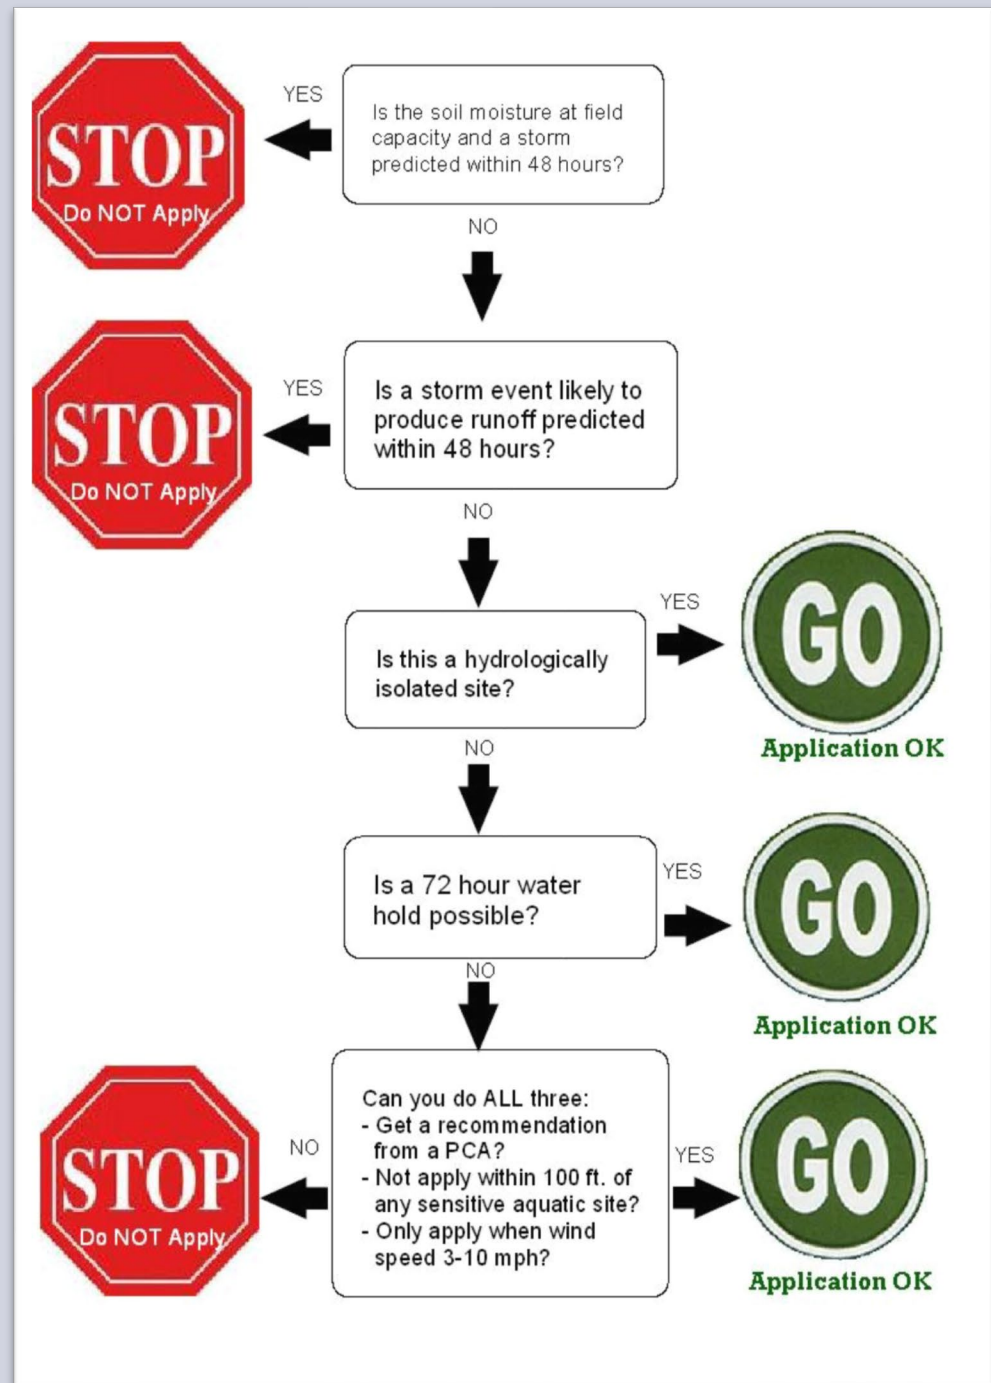 YES
Is the soil moisture at field
capacity and a storm
predicted within 48 hours?
STOP
Do NOT Apply
NO
YES
Is a storm event likely to
produce runoff predicted
within 48 hours?
STOP
Do NOT Apply
NO
YES
GO
Is this a hydrologically
isolated site?
Application OK
NO
YES
Is a 72 hour water
hold possible?
GO
NO
Application OK
Can you do ALL three:
- Get a recommendation
from a PCA?
- Not apply within 100 ft. of
any sensitive aquatic site?
- Only apply when wind
speed 3-10 mph?
NO
YES
STOP
Do NOT Apply
GO
Application OK